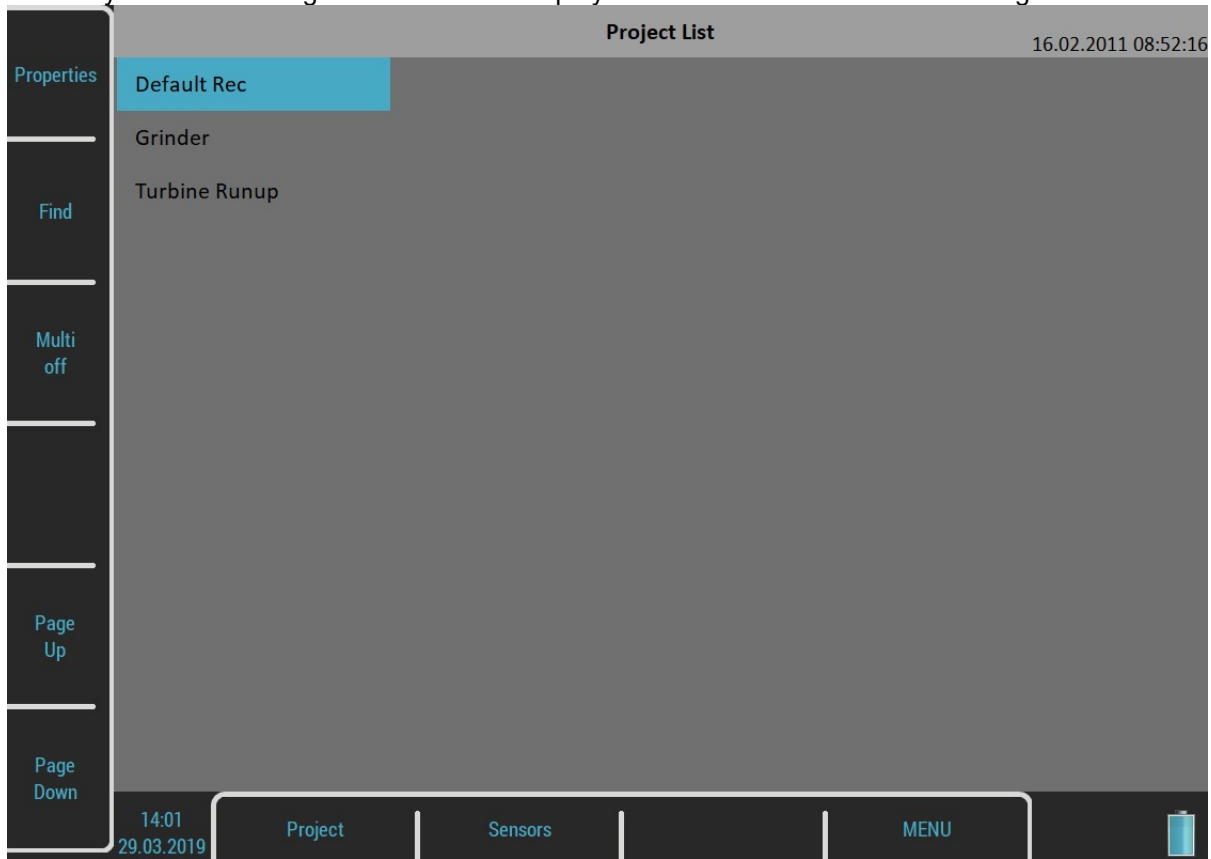 Project List
16.02.2011 08:52:16
Properties
Find
Multi
off
Page
Up
Page
Down
Default Rec
Grinder
Turbine Runup
14:01
29.03.2019
Project
Sensors
MENU